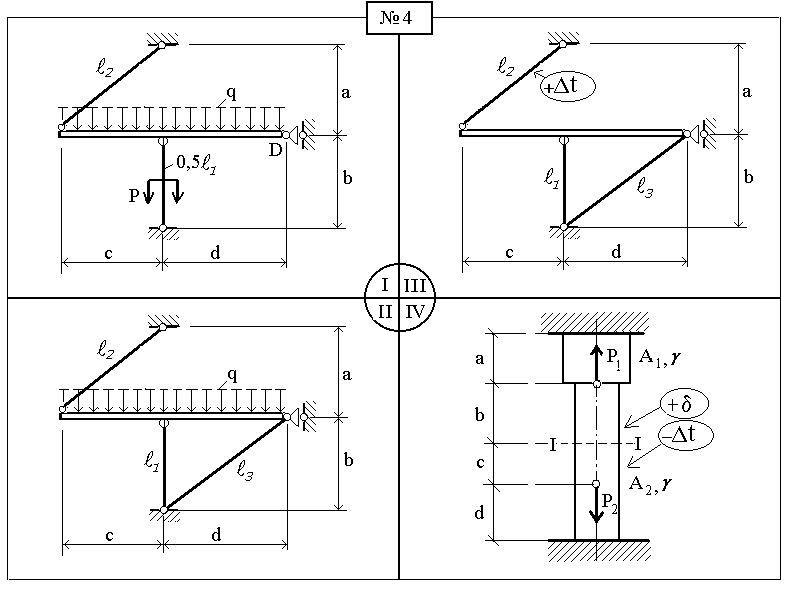 №4
ℓ2
q
a
D
0,5ℓ1
P
b
c
d
I
III
II
IV
ℓ2
+Δt
a
ℓ1
ℓ3
b
c
d
ℓ2
q
a
ℓ1
ℓ3
b
c
d
a
P1
A1, γ
b
+δ
I
I
−Δt
c
A2, γ
P2
d